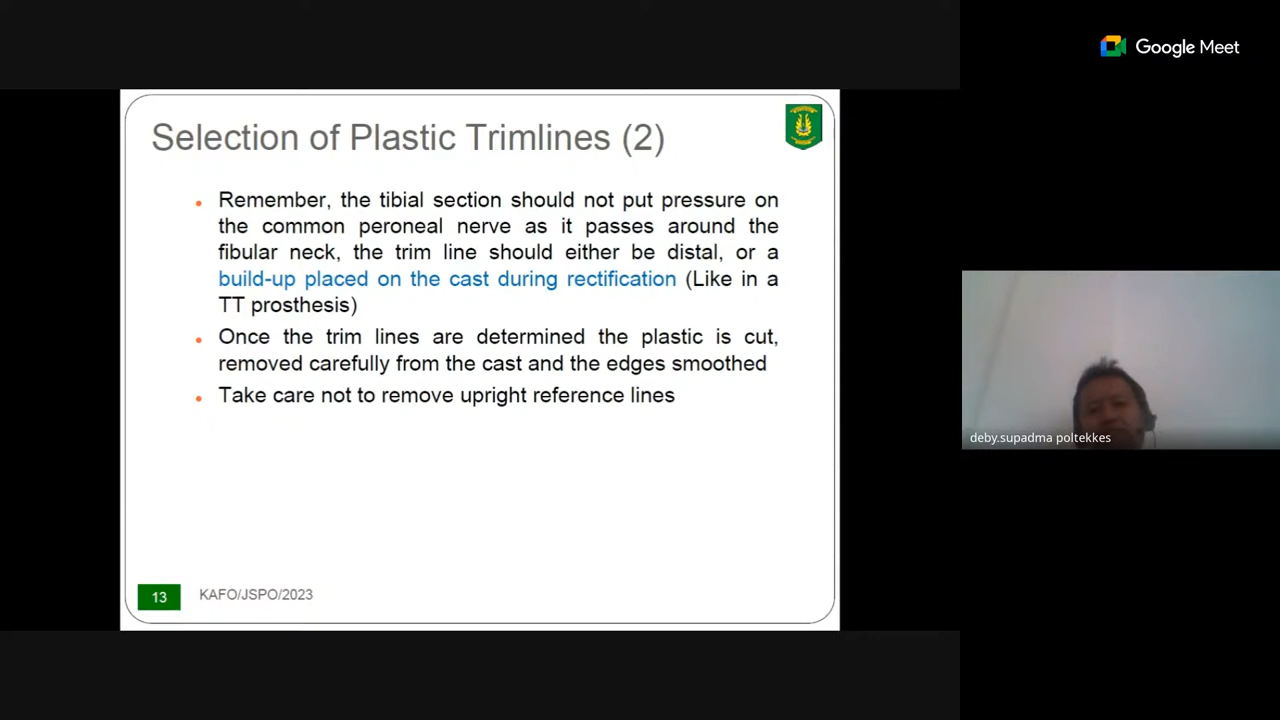 Google Meet
Selection of Plastic Trimlines (2)
Remember, the tibial section should not put pressure on
the common peroneal nerve as it passes around the
fibular neck, the trim line should either be distal, or a
build-up placed on the cast during rectification (Like in a
TT prosthesis)
Once the trim lines are determined the plastic is cut,
removed carefully from the cast and the edges smoothed
Take care not to remove upright reference lines
deby.supadma poltekkes
13
KAFO/JSPO/2023